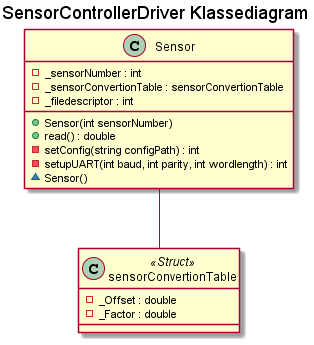 SensorControllerDriver Klassediagram
C Sensor
_sensorNumber : int
_sensorConvertionTable : sensorConvertionTable
_filedescriptor : int
Sensor(int sensorNumber)
read() : double
setConfig(string configPath) : int
setupUART(int baud, int parity, int wordlength) : int
Sensor()
C «Struct»
sensorConvertionTable
_Offset : double
_Factor : double